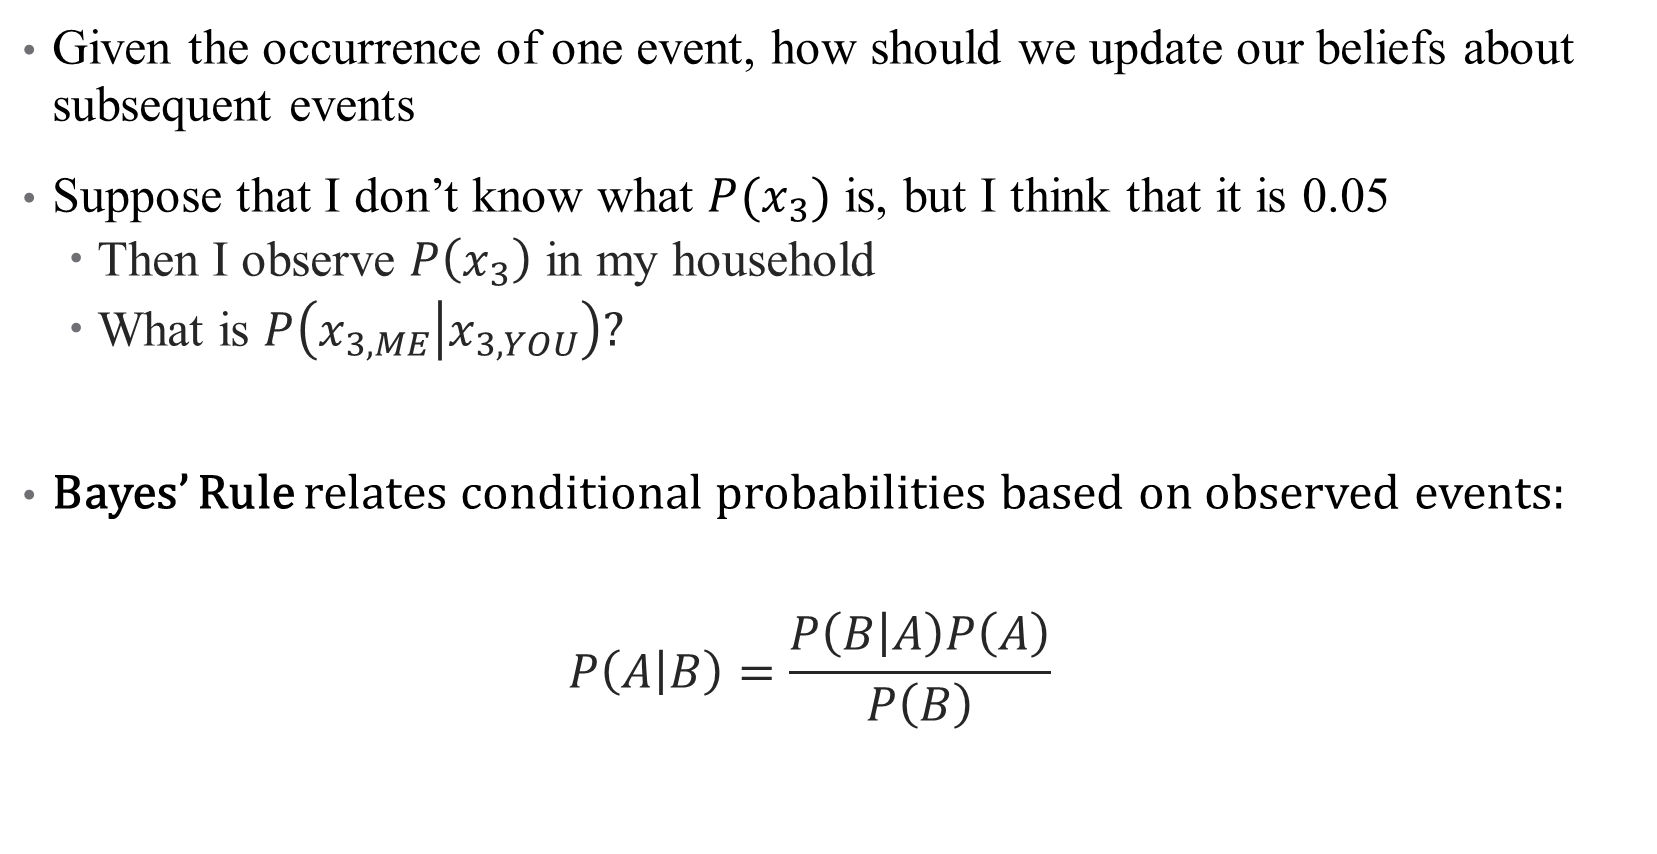 • Given the occurrence of one event, how should we update our beliefs about
subsequent events
• Suppose that I don’t know what P(x₃) is, but I think that it is 0.05
• Then I observe P(x₃) in my household
• What is P(x₃,ME|x₃,YOU)?
• Bayes’ Rule relates conditional probabilities based on observed events:
P(A|B) = P(B|A)P(A) / P(B)